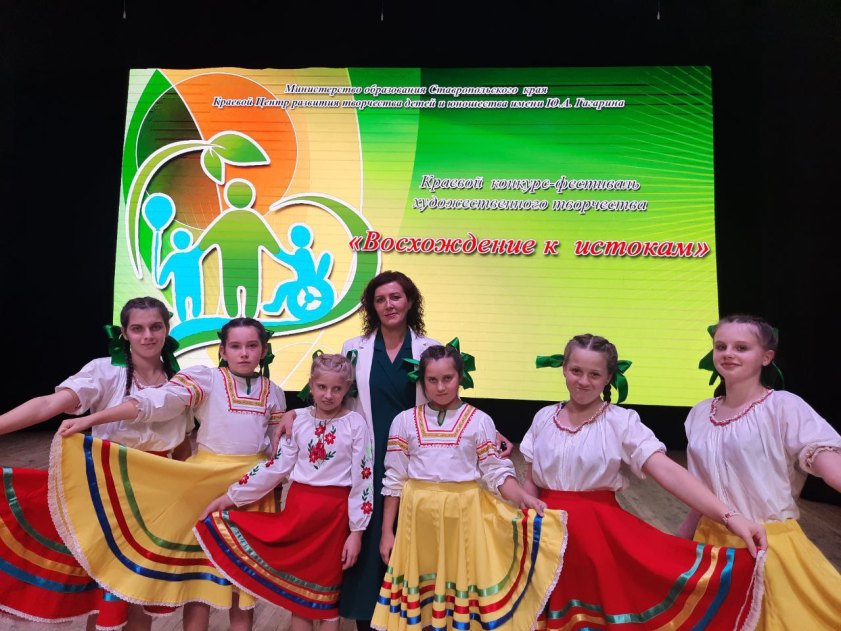 Министерство образования Ставропольского края
Краевой Центр развития творчества детей и юношества имени Ю.А. Гагарина
Краевой конкурс-фестиваль
художественного творчества
«Восхождение к истокам»